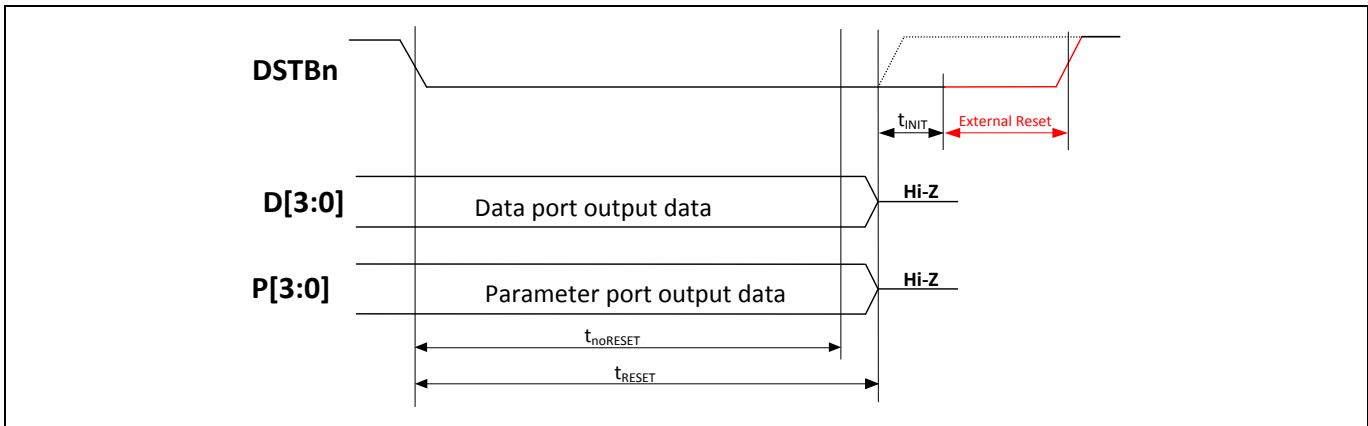 DSTBn
tINIT
External Reset
D[3:0]
Data port output data
Hi-Z
P[3:0]
Parameter port output data
Hi-Z
tnoRESET
tRESET